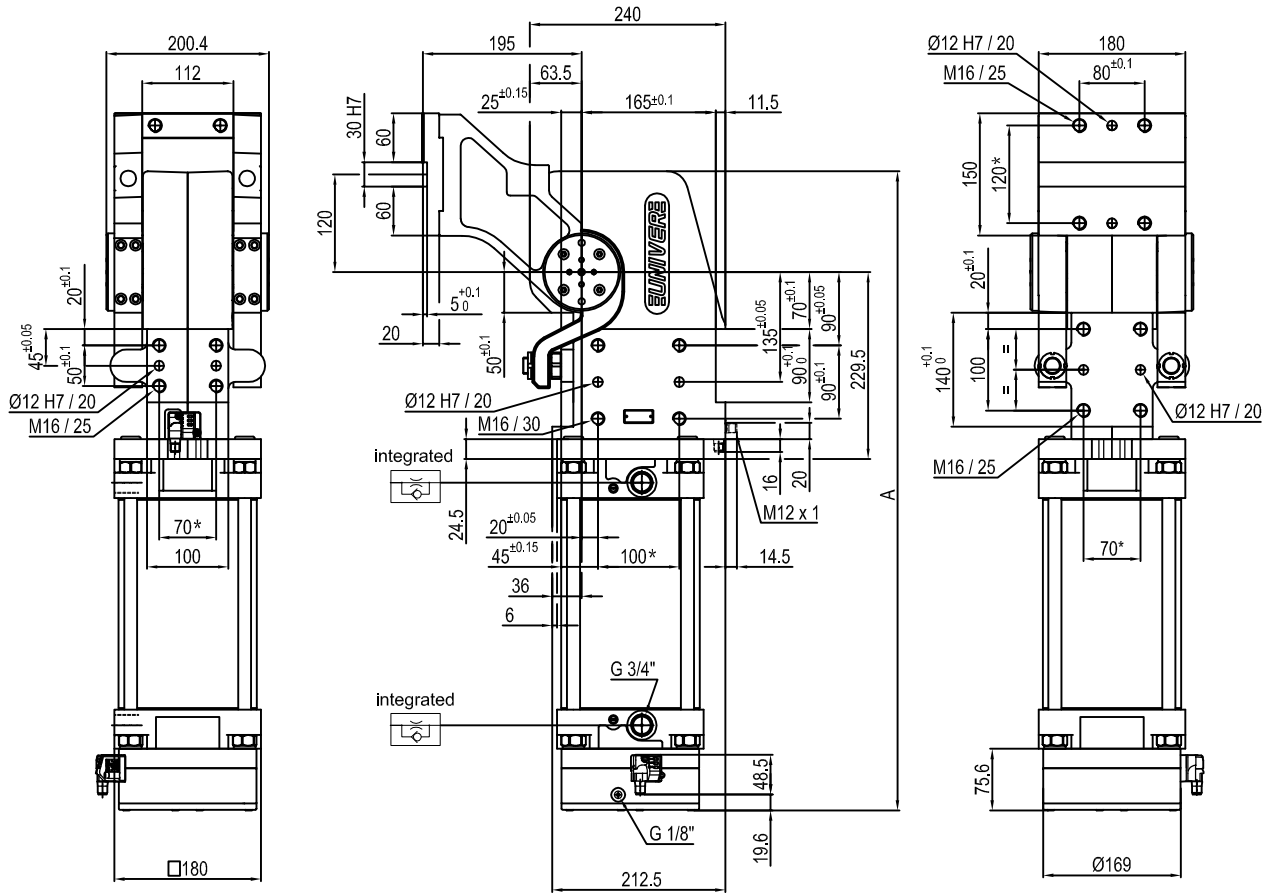 200.4
112
20±0.1
45±0.05
50±0.1
Ø12 H7 / 20
M16 / 25
70*
100
□180
240
195
63.5
25±0.15
165±0.1
11.5
30 H7
60
120
60
5 +0.1 0
20
50±0.1
UNIVER
135±0.05
70±0.1
90±0.05
90 +0.1 0
90±0.1
229.5
Ø12 H7 / 20
M16 / 30
integrated
24.5
16
20
M12 x 1
A
20±0.05
45±0.15
100*
14.5
36
6
integrated
G 3/4"
48.5
19.6
G 1/8"
212.5
Ø12 H7 / 20
M16 / 25
180
80±0.1
150
120*
20±0.1
140 +0.1 0
100
=
=
Ø12 H7 / 20
M16 / 25
70*
75.6
Ø169